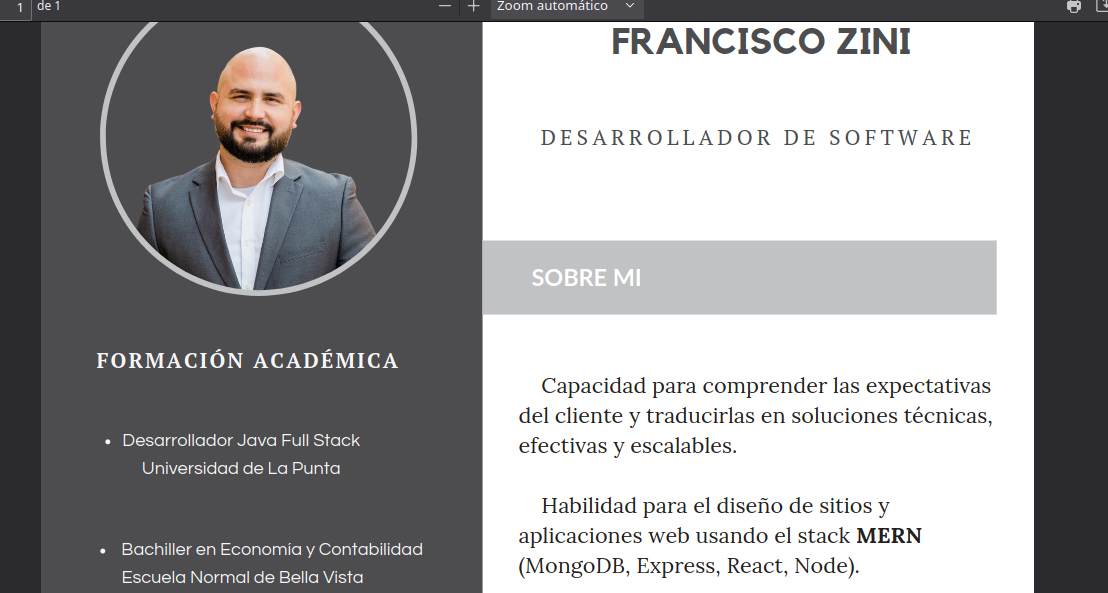 1 de 1
Zoom automático
FRANCISCO ZINI
DESARROLLADOR DE SOFTWARE
SOBRE MI
Capacidad para comprender las expectativas
del cliente y traducirlas en soluciones técnicas,
efectivas y escalables.
Habilidad para el diseño de sitios y
aplicaciones web usando el stack MERN
(MongoDB, Express, React, Node).
FORMACIÓN ACADÉMICA
• Desarrollador Java Full Stack
Universidad de La Punta
• Bachiller en Economía y Contabilidad
Escuela Normal de Bella Vista